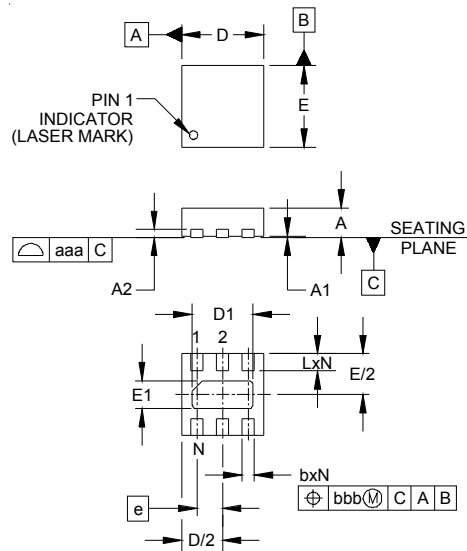 A
D
B
PIN 1
INDICATOR
(LASER MARK)
E
A
SEATING
PLANE
aaa C
C
A2
A1
D1
1 2
LxN
E/2
E1
N
bxN
bbb Ⓜ C A B
e
D/2